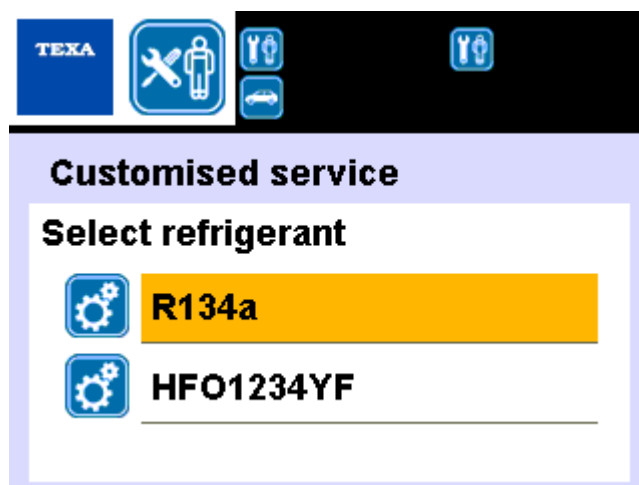 TEXA
Customised service
Select refrigerant
R134a
HFO1234YF